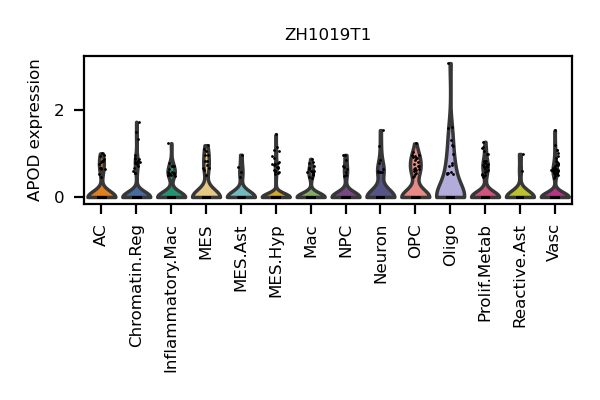 ZH1019T1
APOD expression
2
0
AC
Chromatin.Reg
Inflammatory.Mac
MES
MES.Ast
MES.Hyp
Mac
NPC
Neuron
OPC
Oligo
Prolif.Metab
Reactive.Ast
Vasc